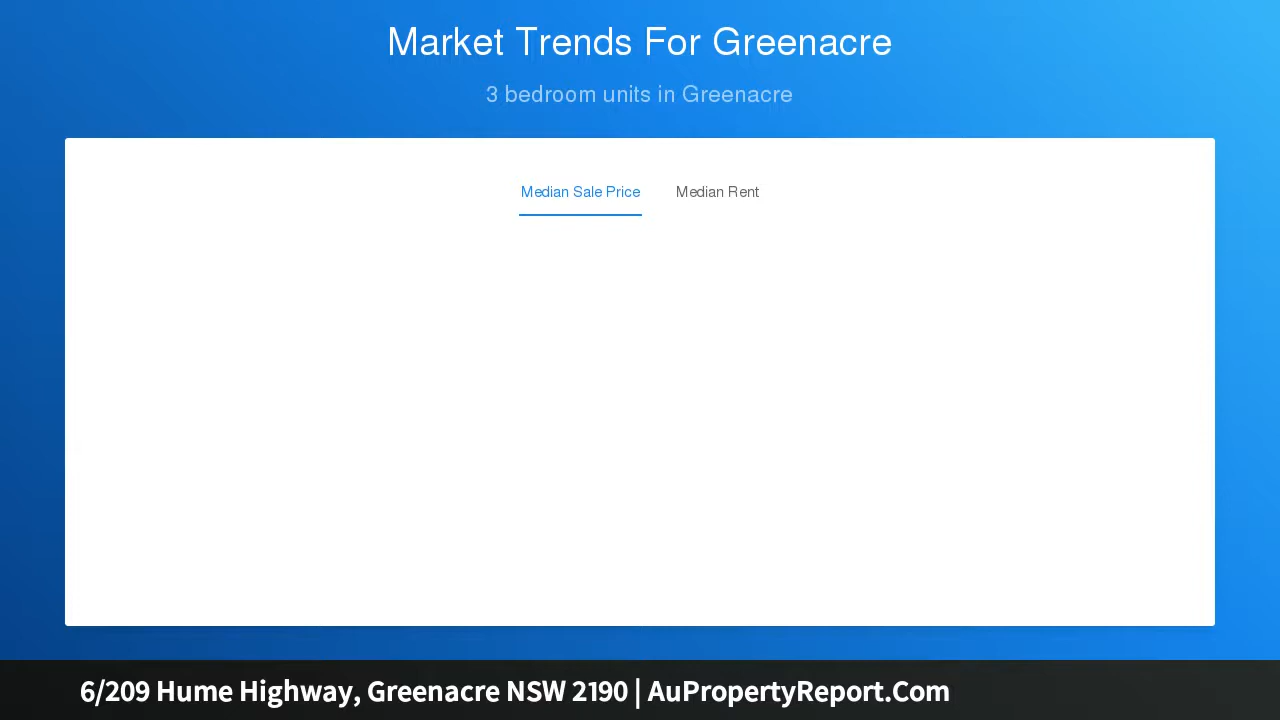 Market Trends For Greenacre
3 bedroom units in Greenacre
Median Sale Price Median Rent
6/209 Hume Highway, Greenacre NSW 2190 | AuPropertyReport.Com